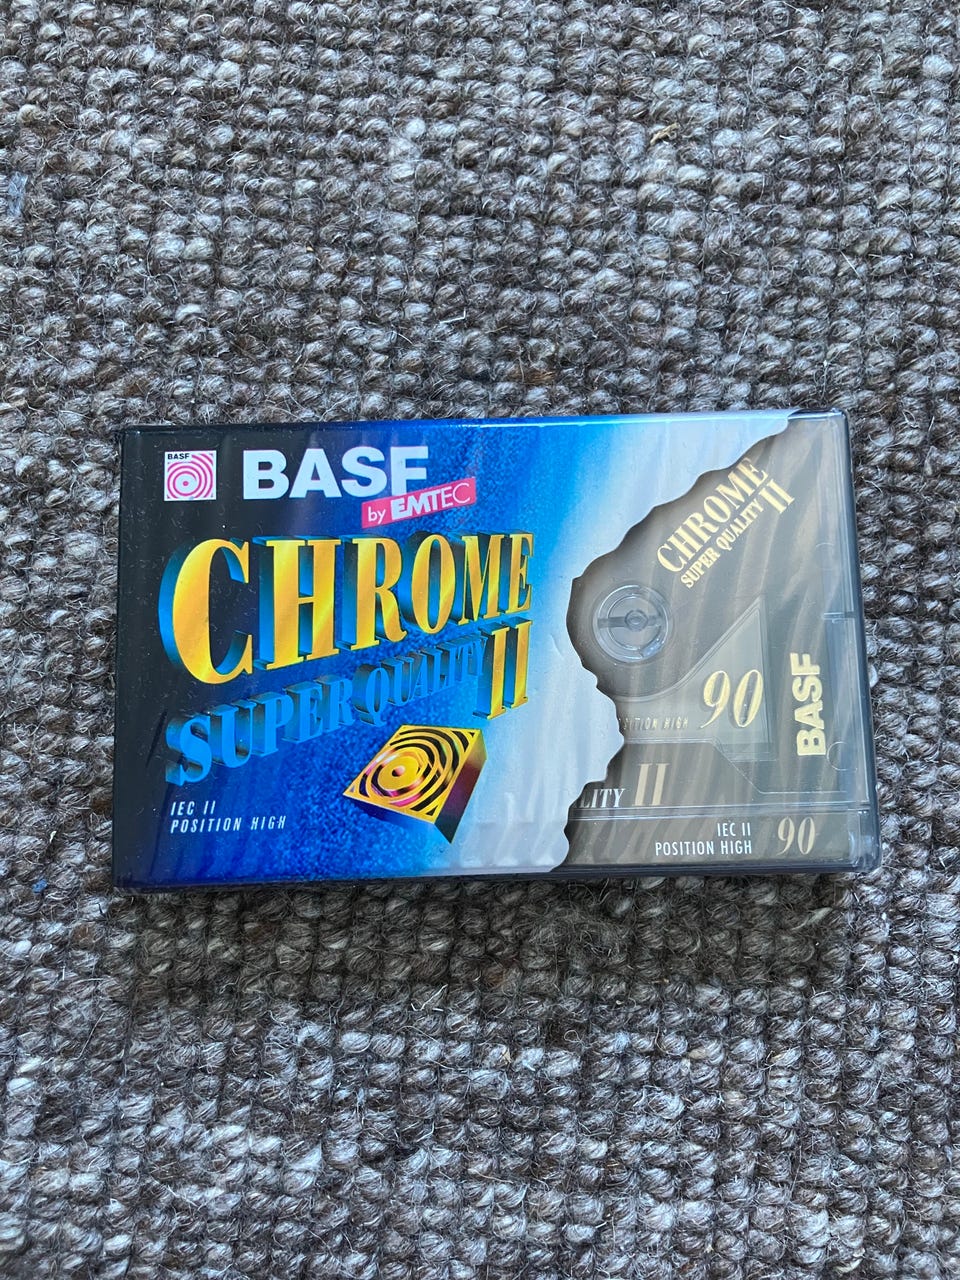 BASF
BASF
by EMTEC
CHROME
SUPER QUALITY II
IEC II
POSITION HIGH
CHROME
SUPER QUALITY II
POSITION HIGH 90
BASF
LITY II
IEC II
POSITION HIGH 90